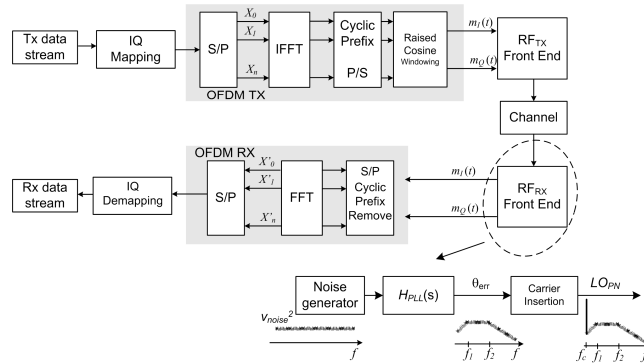 Tx data stream
IQ Mapping
S/P
X0
X1
Xn
IFFT
Cyclic Prefix
P/S
Raised Cosine Windowing
OFDM TX
mI(t)
mQ(t)
RFTX Front End
Channel
OFDM RX
Rx data stream
IQ Demapping
S/P
X'0
X'1
X'n
FFT
S/P
Cyclic Prefix Remove
mI(t)
mQ(t)
RFRX Front End
Noise generator
HPLL(s)
θerr
Carrier Insertion
LOPN
vnoise2
f
f1 f2 f
fc f1 f2